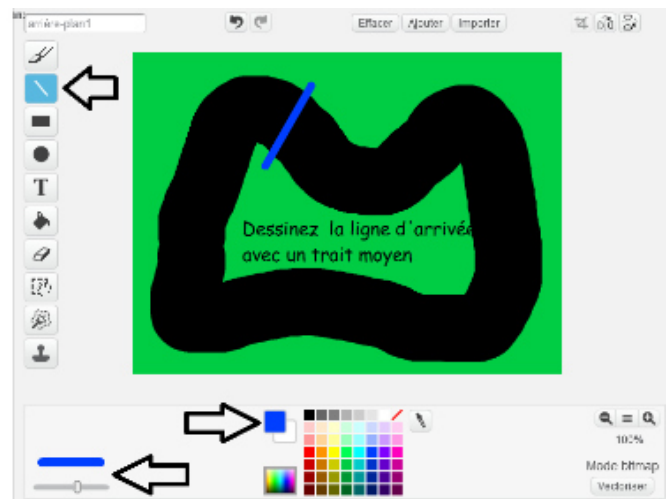 arrière-plan1
Effacer Ajouter Importer
T
Dessinez la ligne d'arrivée
avec un trait moyen
100%
Mode bitmap
Vectoriser